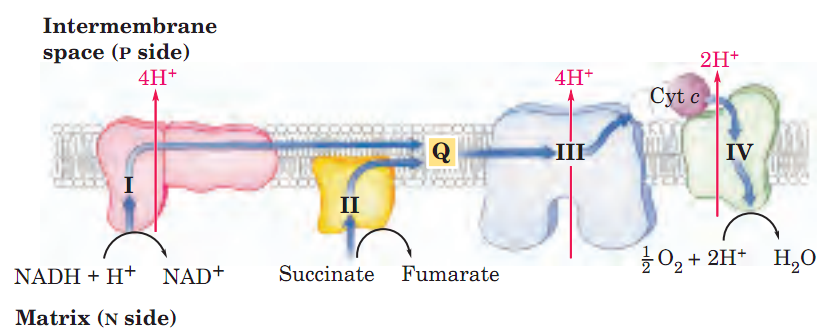 Intermembrane
space (P side)
4H⁺
4H⁺
2H⁺
Cyt c
Q
III
IV
I
II
NADH + H⁺
NAD⁺
Succinate
Fumarate
½ O₂ + 2H⁺
H₂O
Matrix (N side)